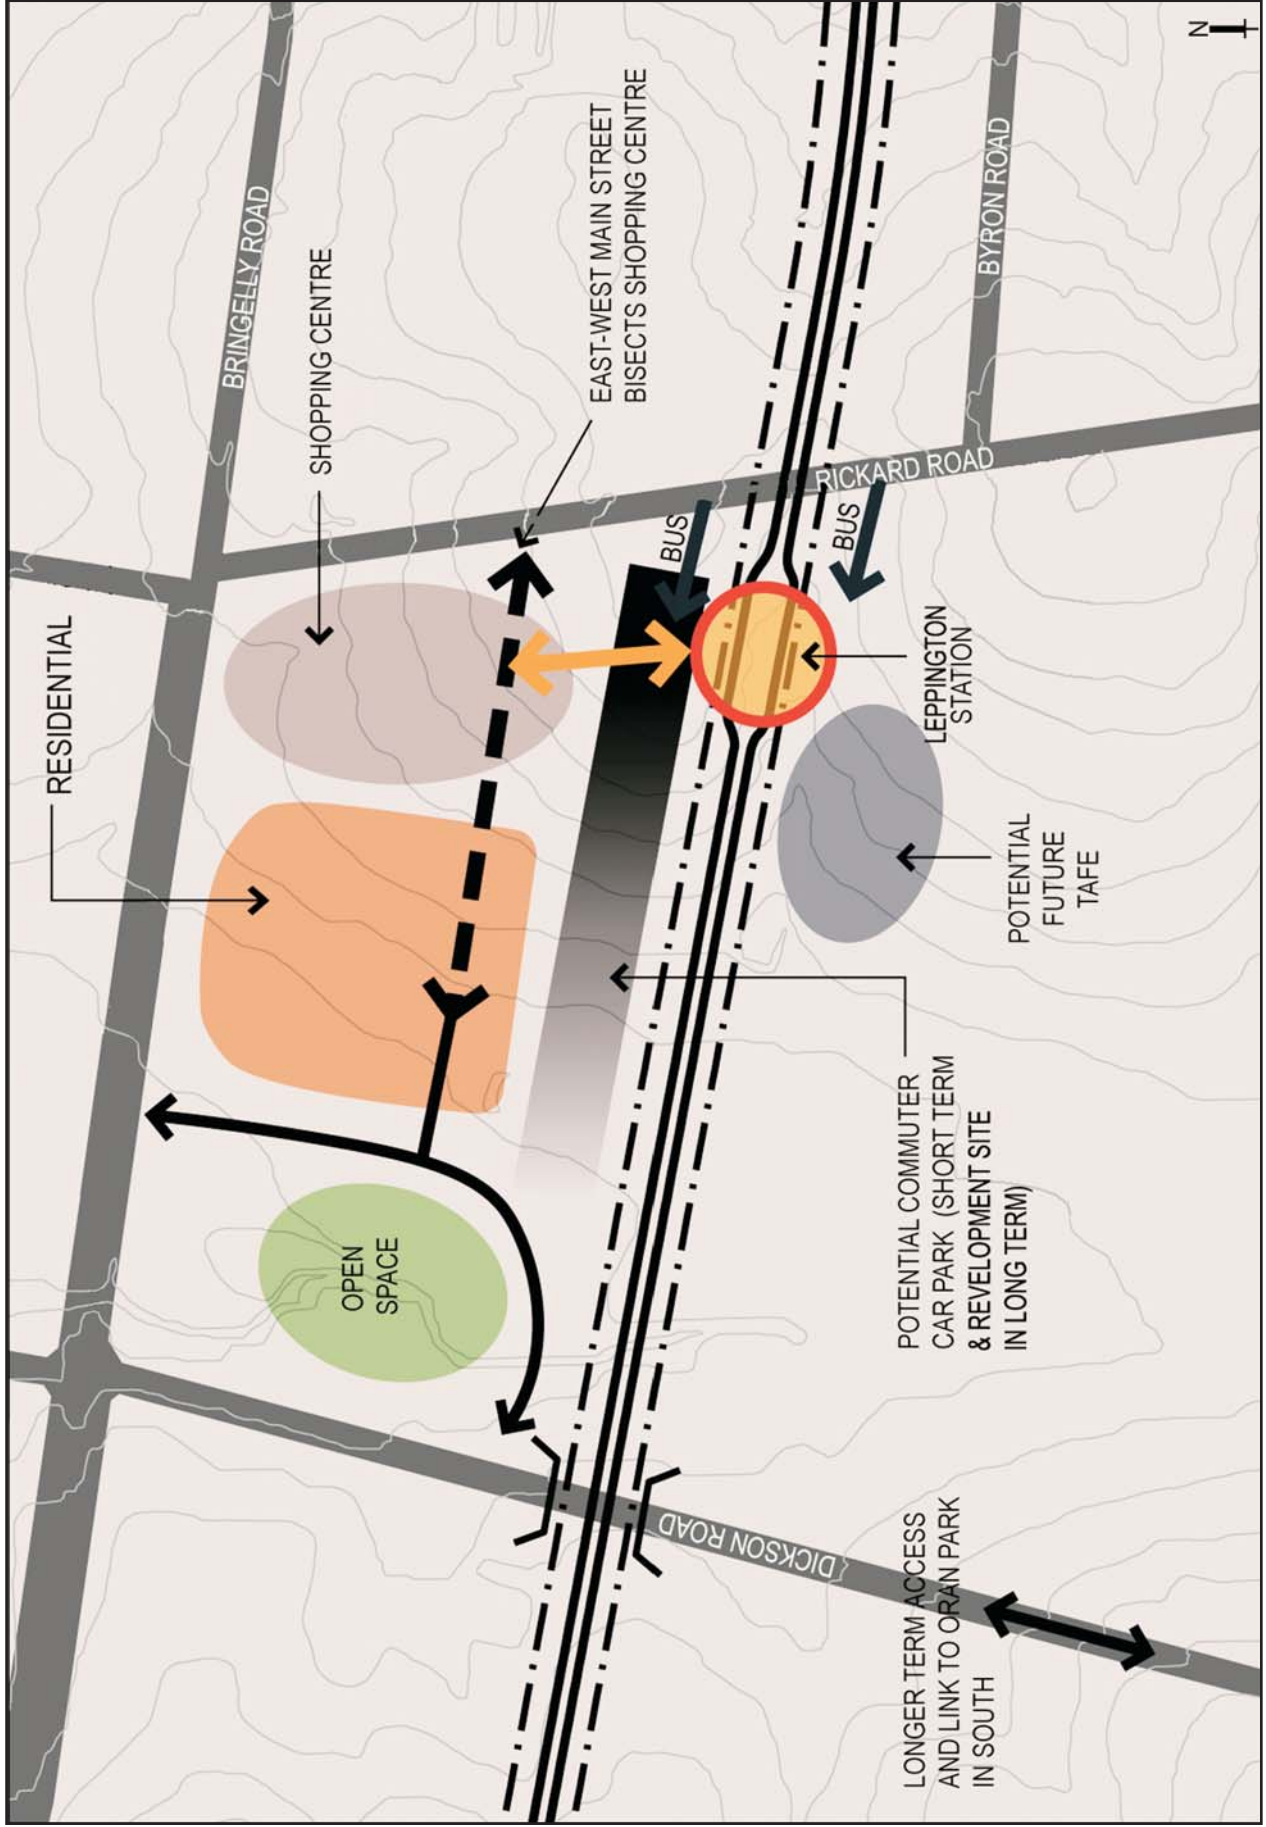 BRINGELLY ROAD
RESIDENTIAL
SHOPPING CENTRE
EAST-WEST MAIN STREET
BISECTS SHOPPING CENTRE
OPEN
SPACE
BUS
RICKARD ROAD
BUS
BYRON ROAD
LEPPINGTON
STATION
POTENTIAL
FUTURE
TAFE
POTENTIAL COMMUTER
CAR PARK (SHORT TERM
& REVELOPMENT SITE
IN LONG TERM)
DICKSON ROAD
LONGER TERM ACCESS
AND LINK TO ORAN PARK
IN SOUTH
N